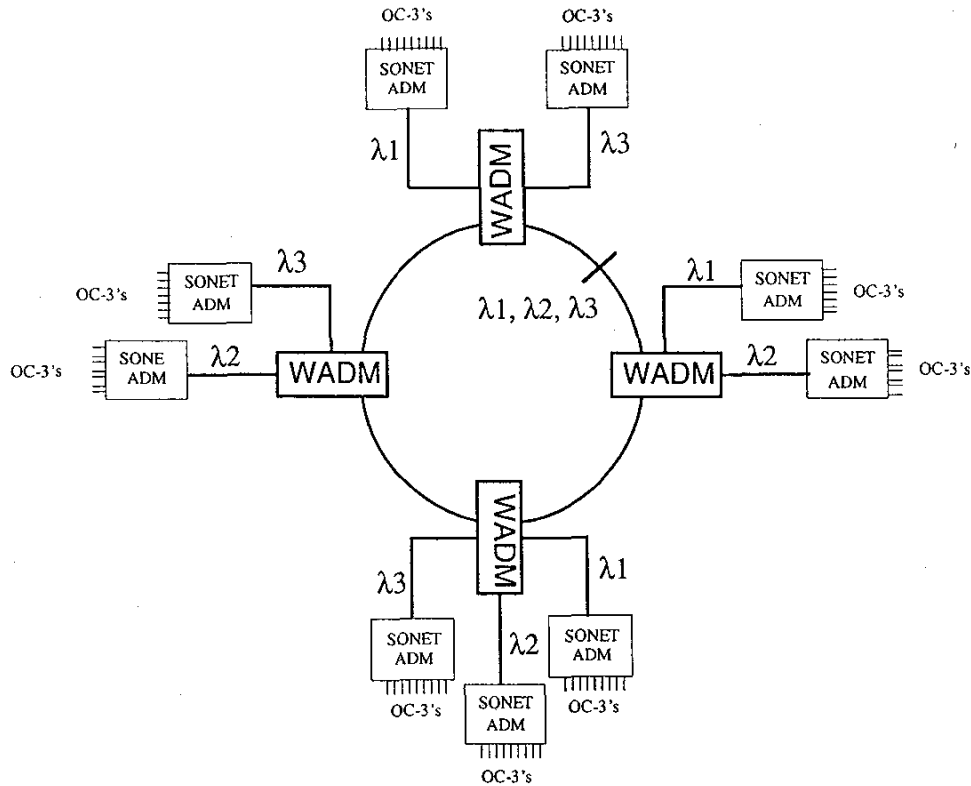 OC-3's
OC-3's
SONET
ADM
SONET
ADM
λ1
λ3
WADM
λ3
SONET
ADM
OC-3's
λ1
SONET
ADM
OC-3's
λ1, λ2, λ3
OC-3's
SONE
ADM
λ2
WADM
WADM
λ2
SONET
ADM
OC-3's
WADM
λ3
λ1
λ2
SONET
ADM
SONET
ADM
OC-3's
SONET
ADM
OC-3's
OC-3's